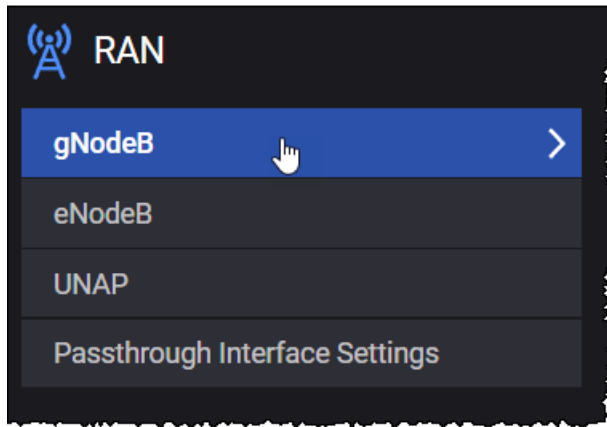 RAN
gNodeB
eNodeB
UNAP
Passthrough Interface Settings